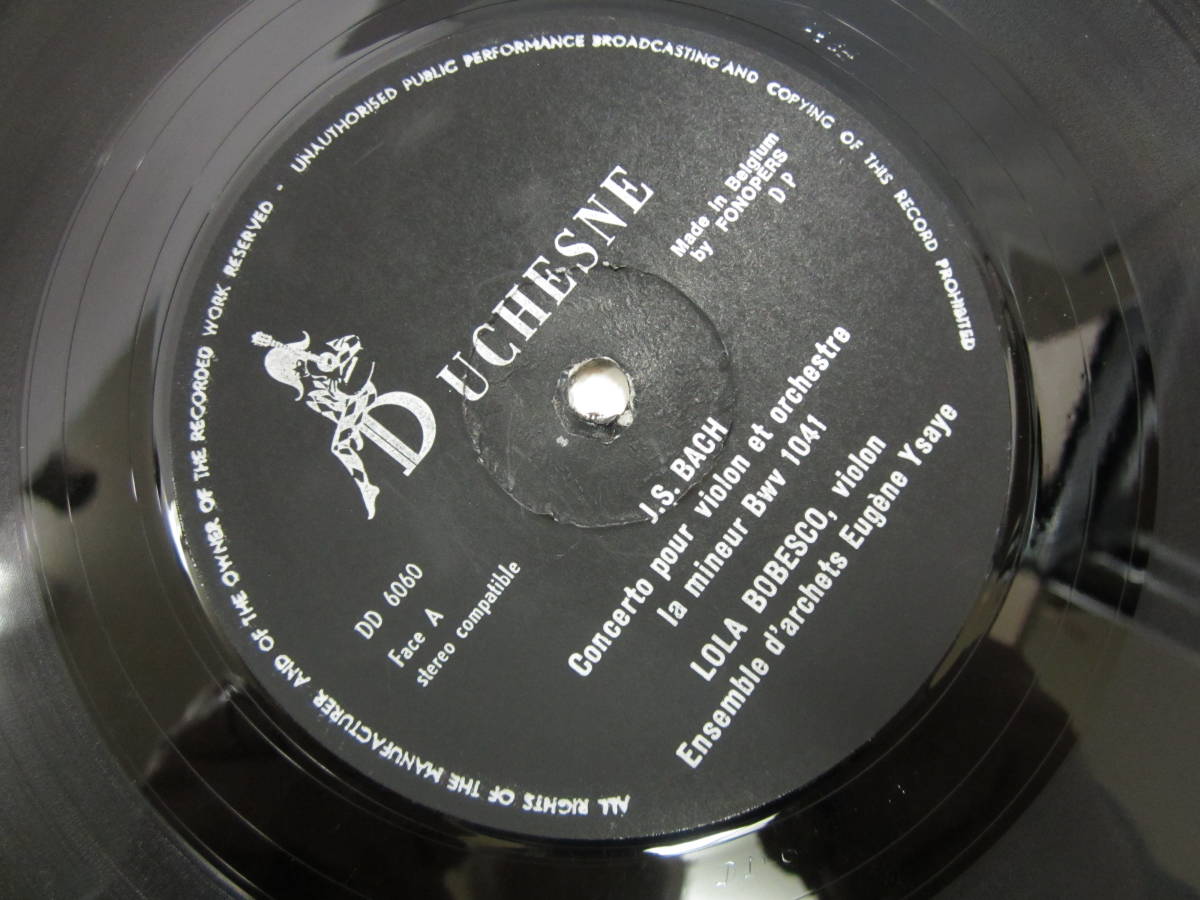 ALL RIGHTS OF THE MANUFACTURER AND OF THE OWNER OF THE RECORDED WORK RESERVED - UNAUTHORISED PUBLIC PERFORMANCE BROADCASTING AND COPYING OF THIS RECORD PROHIBITED
DUCHESNE
Made in Belgium
by FONOPERS
D P
DD 6060
Face A
stereo compatible
J.S. BACH
Concerto pour violon et orchestre
la mineur Bwv 1041
LOLA BOBESCO, violon
Ensemble d'archets Eugène Ysaye